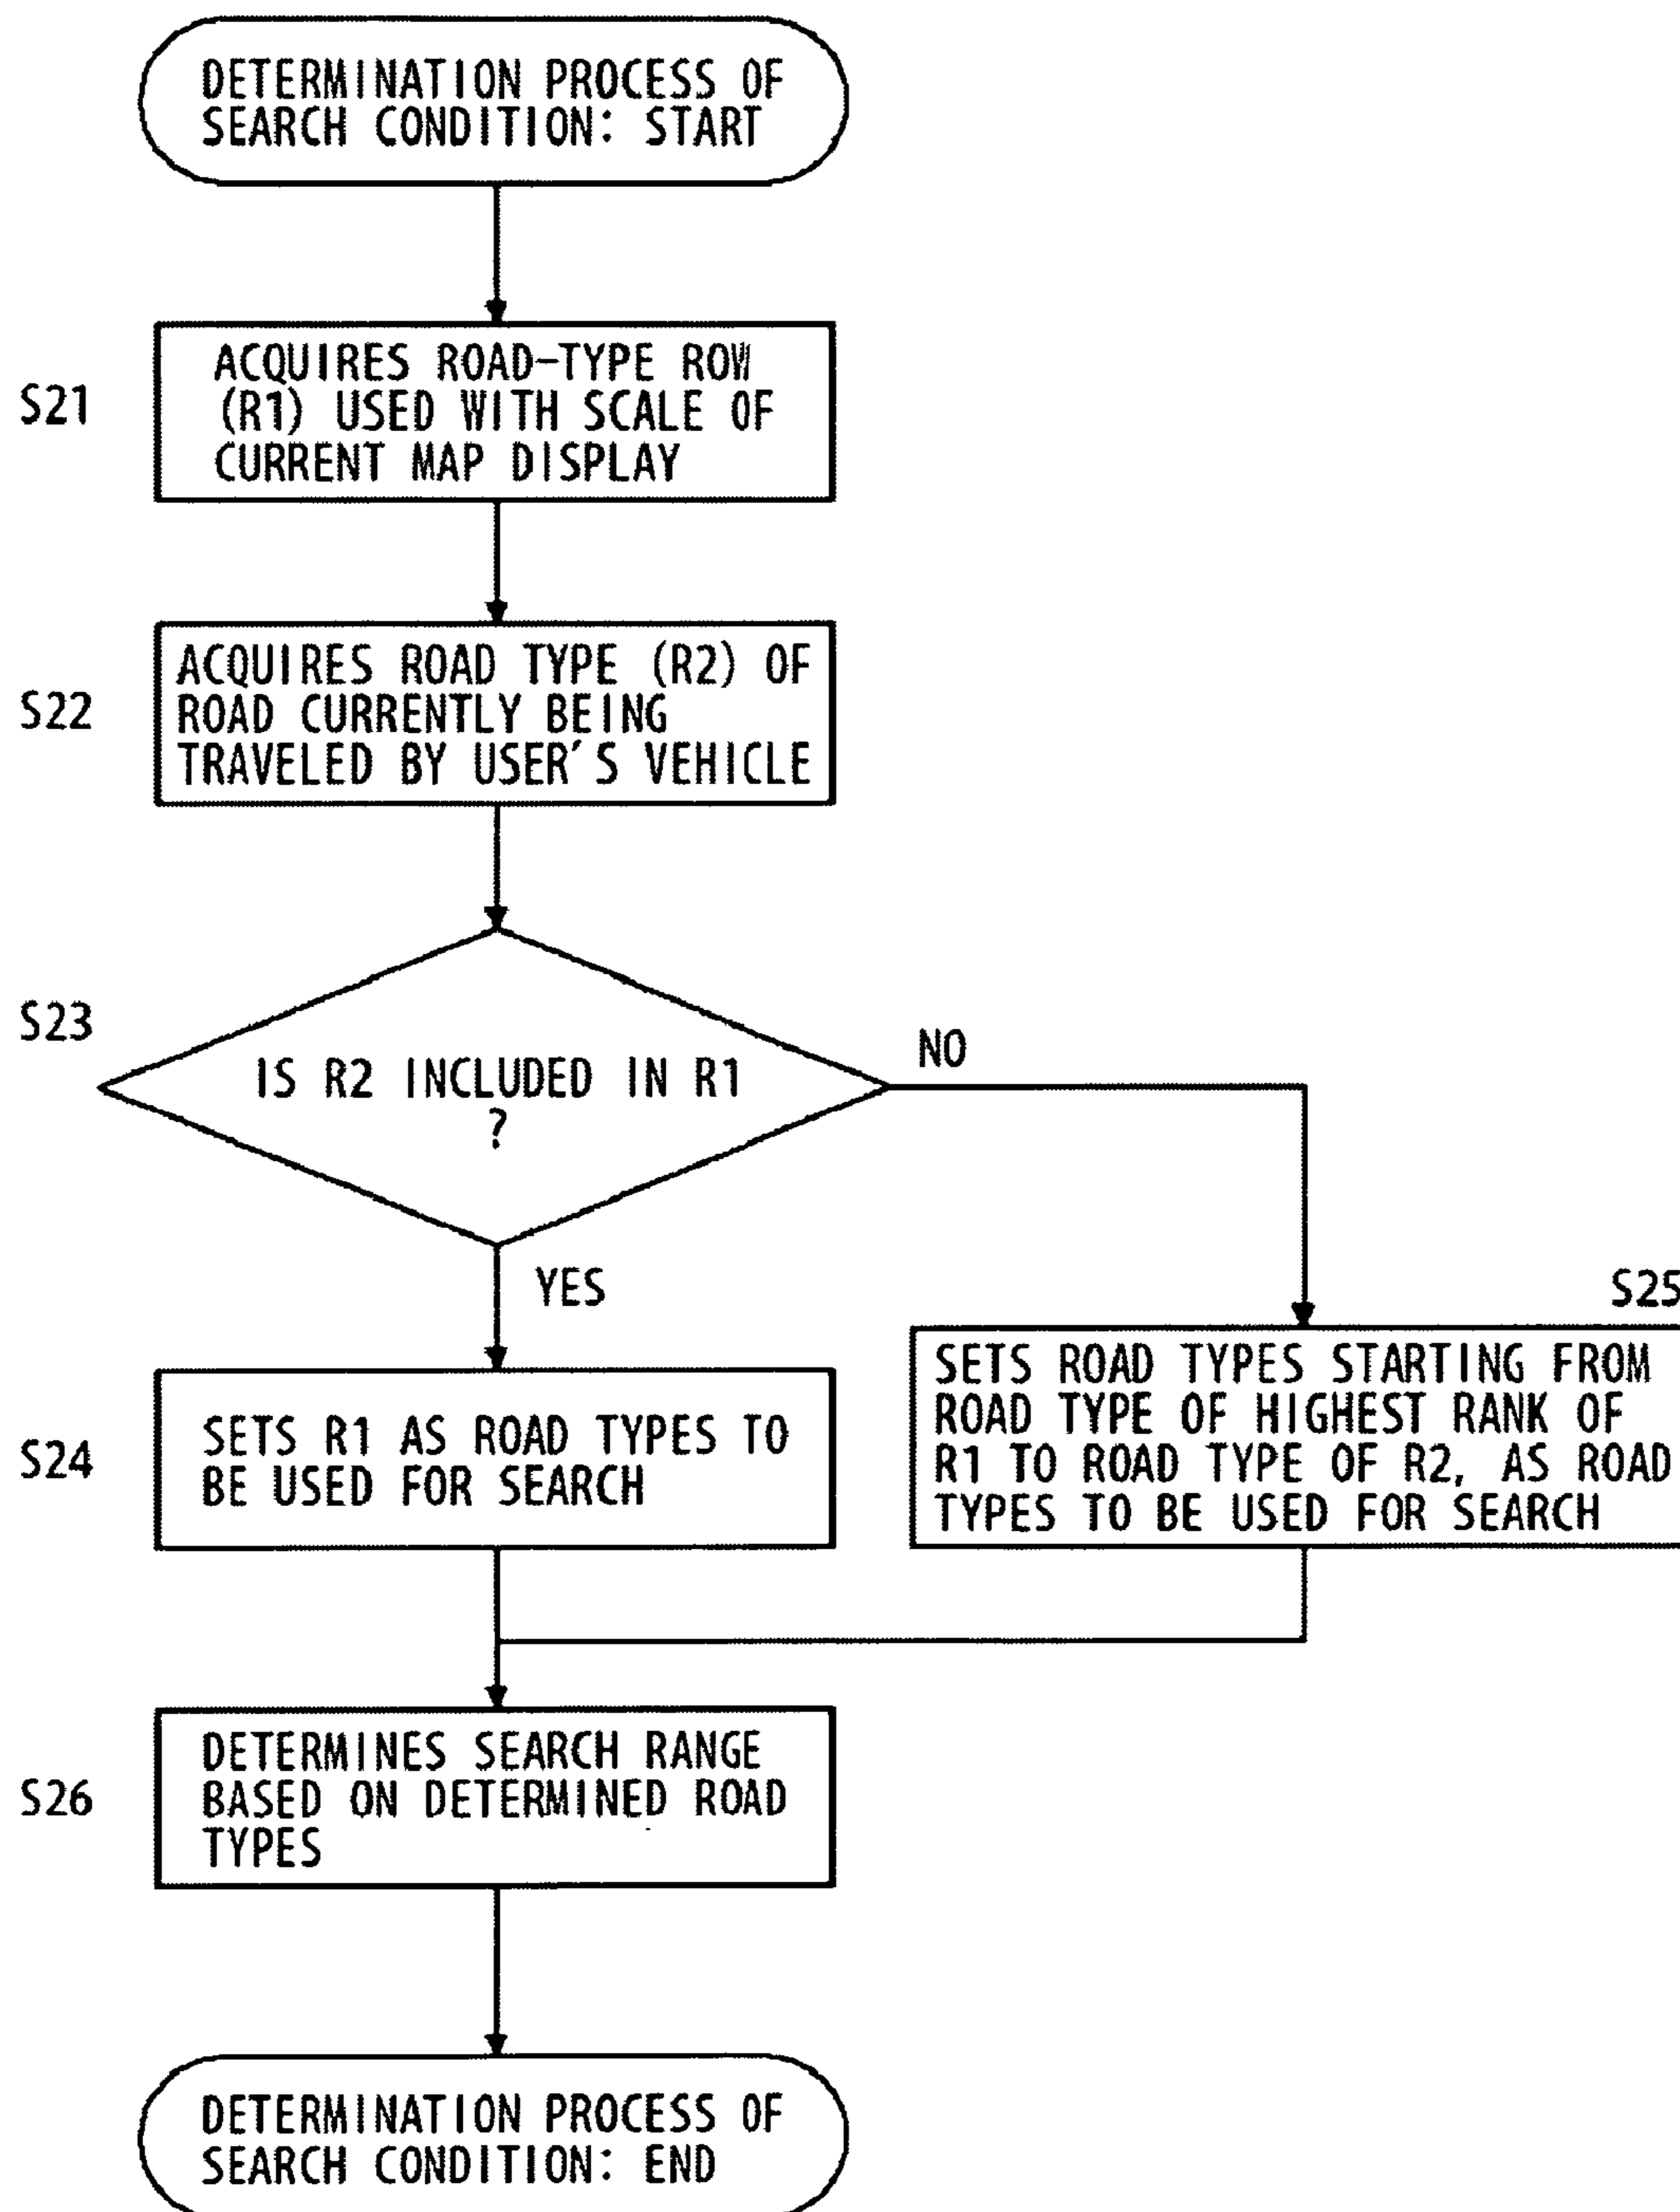 DETERMINATION PROCESS OF
SEARCH CONDITION: START
S21
ACQUIRES ROAD-TYPE ROW
(R1) USED WITH SCALE OF
CURRENT MAP DISPLAY
S22
ACQUIRES ROAD TYPE (R2) OF
ROAD CURRENTLY BEING
TRAVELED BY USER'S VEHICLE
S23
IS R2 INCLUDED IN R1
?
NO
YES
S24
SETS R1 AS ROAD TYPES TO
BE USED FOR SEARCH
S25
SETS ROAD TYPES STARTING FROM
ROAD TYPE OF HIGHEST RANK OF
R1 TO ROAD TYPE OF R2, AS ROAD
TYPES TO BE USED FOR SEARCH
S26
DETERMINES SEARCH RANGE
BASED ON DETERMINED ROAD
TYPES
DETERMINATION PROCESS OF
SEARCH CONDITION: END